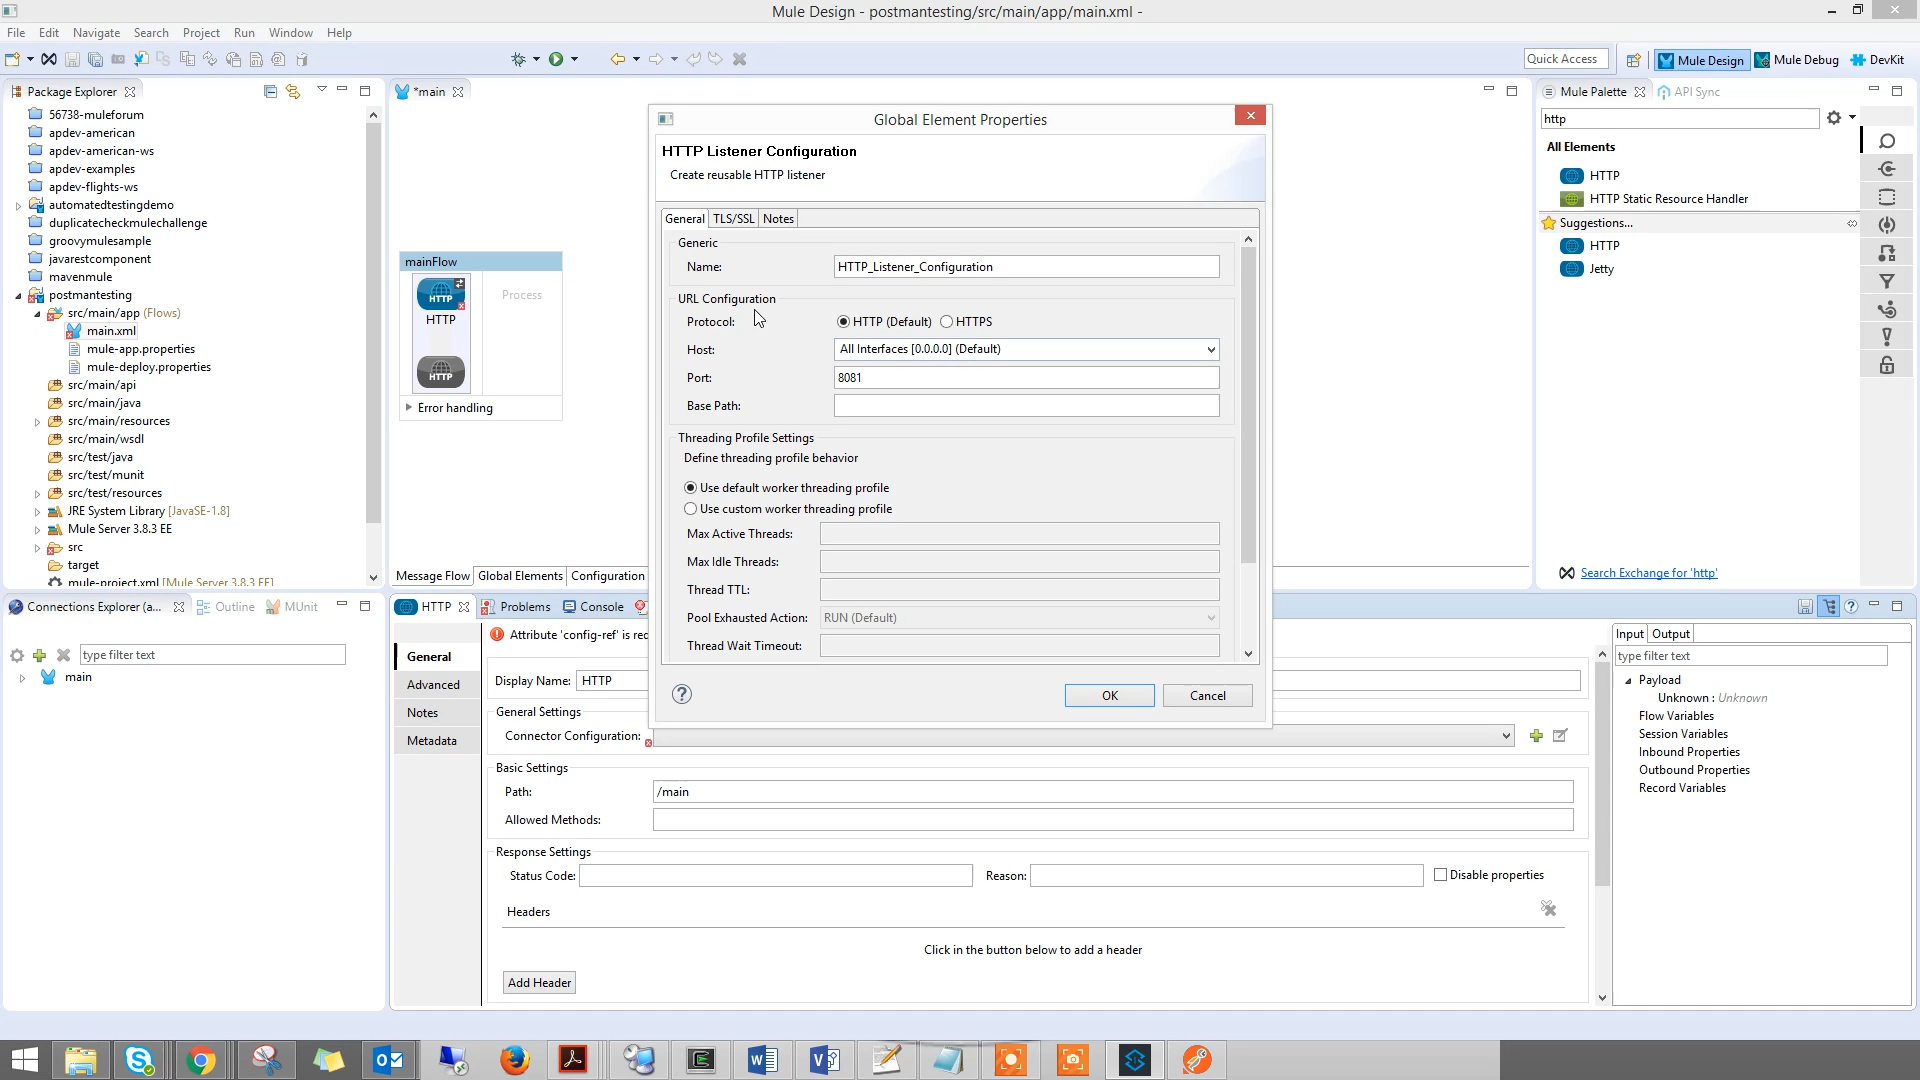 Mule Design - postmantesting/src/main/app/main.xml -
File Edit Navigate Search Project Run Window Help
Quick Access
Mule Design
Mule Debug
DevKit
Package Explorer
56738-muleforum
apdev-american
apdev-american-ws
apdev-examples
apdev-flights-ws
automatedtestingdemo
duplicatecheckmulechallenge
groovymulesample
javarestcomponent
mavenmule
postmantesting
src/main/app (Flows)
main.xml
mule-app.properties
mule-deploy.properties
src/main/api
src/main/java
src/main/resources
src/main/wsdl
src/test/java
src/test/munit
src/test/resources
JRE System Library [JavaSE-1.8]
Mule Server 3.8.3 EE
src
target
mule-project.xml [Mule Server 3.8.3 EE]
*main
mainFlow
HTTP
HTTP
Process
HTTP
Error handling
Message Flow Global Elements Configuration
Global Element Properties
HTTP Listener Configuration
Create reusable HTTP listener
General TLS/SSL Notes
Generic
Name: HTTP_Listener_Configuration
URL Configuration
Protocol: HTTP (Default) HTTPS
Host: All Interfaces [0.0.0.0] (Default)
Port: 8081
Base Path:
Threading Profile Settings
Define threading profile behavior
Use default worker threading profile
Use custom worker threading profile
Max Active Threads:
Max Idle Threads:
Thread TTL:
Pool Exhausted Action: RUN (Default)
Thread Wait Timeout:
? OK Cancel
Mule Palette
API Sync
http
All Elements
HTTP
HTTP Static Resource Handler
Suggestions...
HTTP
Jetty
Search Exchange for 'http'
Connections Explorer (a...
Outline
MUnit
type filter text
main
HTTP
Problems
Console
General
Advanced
Notes
Metadata
Attribute 'config-ref' is rec
Display Name: HTTP
General Settings
Connector Configuration:
Basic Settings
Path: /main
Allowed Methods:
Response Settings
Status Code:
Reason:
Disable properties
Headers
Click in the button below to add a header
Add Header
Input Output
type filter text
Payload
Unknown : Unknown
Flow Variables
Session Variables
Inbound Properties
Outbound Properties
Record Variables